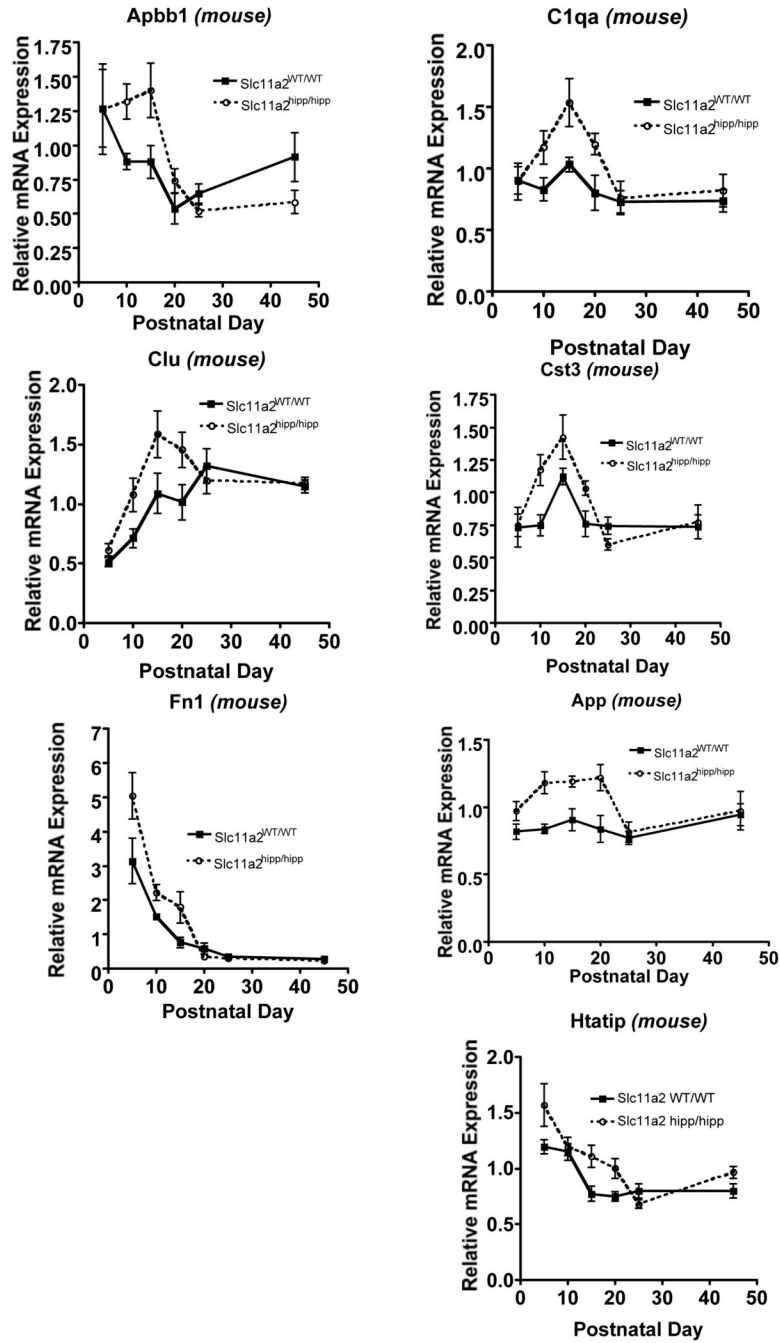 Apbb1 (mouse)
Relative mRNA Expression
1.75
1.50
1.25
1.00
0.75
0.50
0.25
0.00
Slc11a2WT/WT
Slc11a2hipp/hipp
0 10 20 30 40 50
Postnatal Day
C1qa (mouse)
Relative mRNA Expression
2.0
1.5
1.0
0.5
0.0
Slc11a2WT/WT
Slc11a2hipp/hipp
0 10 20 30 40 50
Postnatal Day
Clu (mouse)
Relative mRNA Expression
2.0
1.5
1.0
0.5
0.0
Slc11a2WT/WT
Slc11a2hipp/hipp
0 10 20 30 40 50
Postnatal Day
Cst3 (mouse)
Relative mRNA Expression
1.75
1.50
1.25
1.00
0.75
0.50
0.25
0.00
Slc11a2WT/WT
Slc11a2hipp/hipp
0 10 20 30 40 50
Postnatal Day
Fn1 (mouse)
Relative mRNA Expression
7
6
5
4
3
2
1
0
Slc11a2WT/WT
Slc11a2hipp/hipp
0 10 20 30 40 50
Postnatal Day
App (mouse)
Relative mRNA Expression
1.5
1.0
0.5
0.0
Slc11a2WT/WT
Slc11a2hipp/hipp
0 10 20 30 40 50
Postnatal Day
Htatip (mouse)
Relative mRNA Expression
2.0
1.5
1.0
0.5
0.0
Slc11a2 WT/WT
Slc11a2 hipp/hipp
0 10 20 30 40 50
Postnatal Day